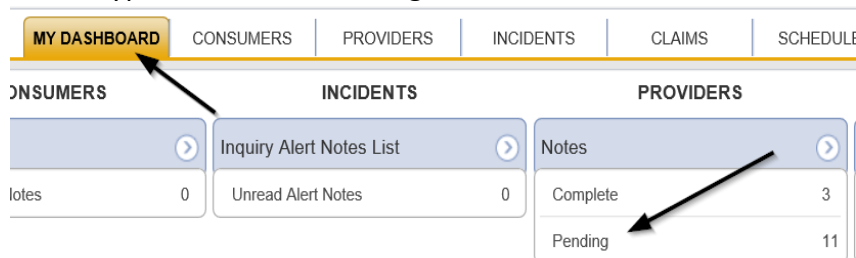 MY DASHBOARD CONSUMERS PROVIDERS INCIDENTS CLAIMS SCHEDULE
ONSUMERS INCIDENTS PROVIDERS
Inquiry Alert Notes List Notes
lotes 0 Unread Alert Notes 0 Complete 3
Pending 11